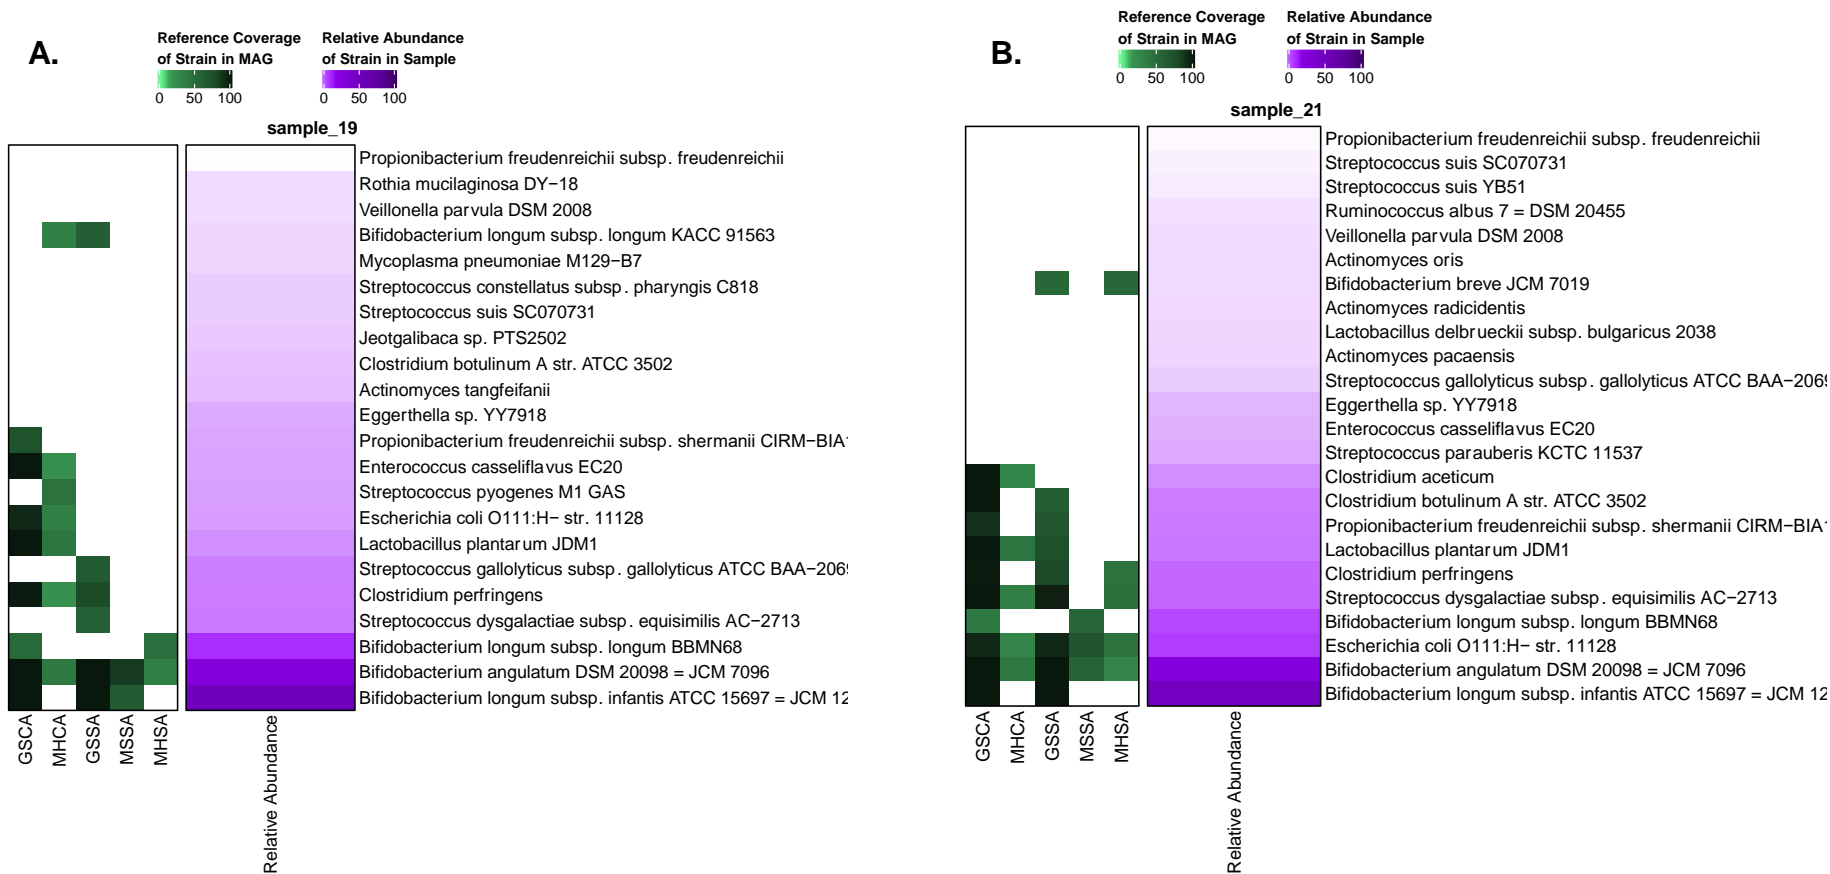 A.
Reference Coverage
of Strain in MAG
0 50 100
Relative Abundance
of Strain in Sample
0 50 100
sample_19
Propionibacterium freudenreichii subsp. freudenreichii
Rothia mucilaginosa DY−18
Veillonella parvula DSM 2008
Bifidobacterium longum subsp. longum KACC 91563
Mycoplasma pneumoniae M129−B7
Streptococcus constellatus subsp. pharyngis C818
Streptococcus suis SC070731
Jeotgalibaca sp. PTS2502
Clostridium botulinum A str. ATCC 3502
Actinomyces tangfeifanii
Eggerthella sp. YY7918
Propionibacterium freudenreichii subsp. shermanii CIRM−BIA1
Enterococcus casseliflavus EC20
Streptococcus pyogenes M1 GAS
Escherichia coli O111:H− str. 11128
Lactobacillus plantarum JDM1
Streptococcus gallolyticus subsp. gallolyticus ATCC BAA−2069
Clostridium perfringens
Streptococcus dysgalactiae subsp. equisimilis AC−2713
Bifidobacterium longum subsp. longum BBMN68
Bifidobacterium angulatum DSM 20098 = JCM 7096
Bifidobacterium longum subsp. infantis ATCC 15697 = JCM 12
GSCA
MHCA
GSSA
MSSA
MHSA
Relative Abundance
B.
Reference Coverage
of Strain in MAG
0 50 100
Relative Abundance
of Strain in Sample
0 50 100
sample_21
Propionibacterium freudenreichii subsp. freudenreichii
Streptococcus suis SC070731
Streptococcus suis YB51
Ruminococcus albus 7 = DSM 20455
Veillonella parvula DSM 2008
Actinomyces oris
Bifidobacterium breve JCM 7019
Actinomyces radicidentis
Lactobacillus delbrueckii subsp. bulgaricus 2038
Actinomyces pacaensis
Streptococcus gallolyticus subsp. gallolyticus ATCC BAA−2069
Eggerthella sp. YY7918
Enterococcus casseliflavus EC20
Streptococcus parauberis KCTC 11537
Clostridium aceticum
Clostridium botulinum A str. ATCC 3502
Propionibacterium freudenreichii subsp. shermanii CIRM−BIA1
Lactobacillus plantarum JDM1
Clostridium perfringens
Streptococcus dysgalactiae subsp. equisimilis AC−2713
Bifidobacterium longum subsp. longum BBMN68
Escherichia coli O111:H− str. 11128
Bifidobacterium angulatum DSM 20098 = JCM 7096
Bifidobacterium longum subsp. infantis ATCC 15697 = JCM 12
GSCA
MHCA
GSSA
MSSA
MHSA
Relative Abundance